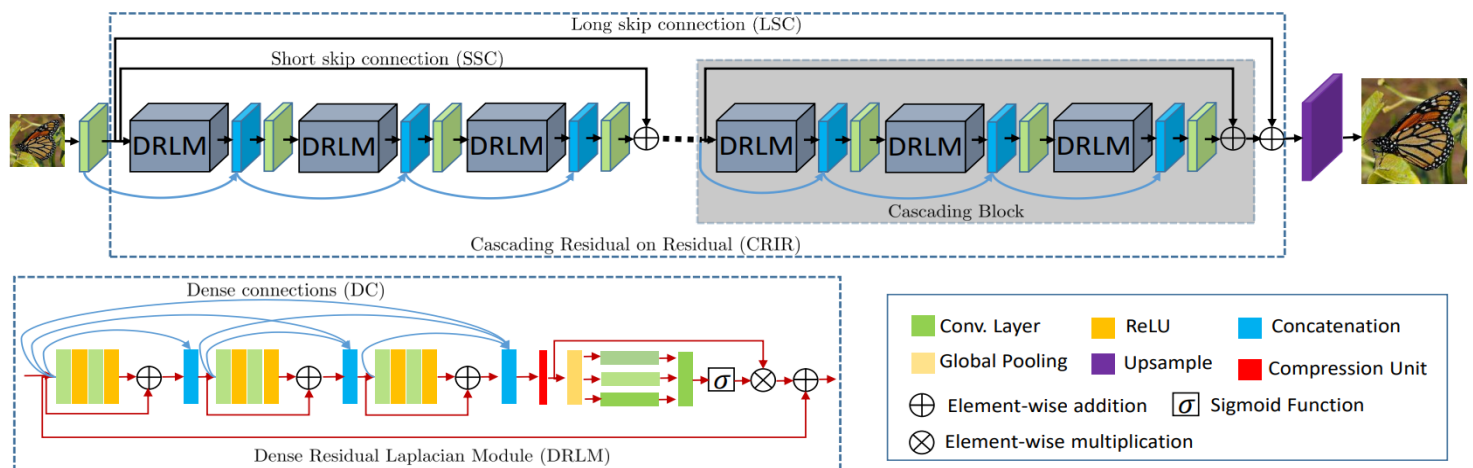 Long skip connection (LSC)
Short skip connection (SSC)
DRLM
DRLM
DRLM
DRLM
DRLM
DRLM
Cascading Block
Cascading Residual on Residual (CRIR)
Dense connections (DC)
σ
Dense Residual Laplacian Module (DRLM)
Conv. Layer
ReLU
Concatenation
Global Pooling
Upsample
Compression Unit
Element-wise addition
σ
Sigmoid Function
Element-wise multiplication